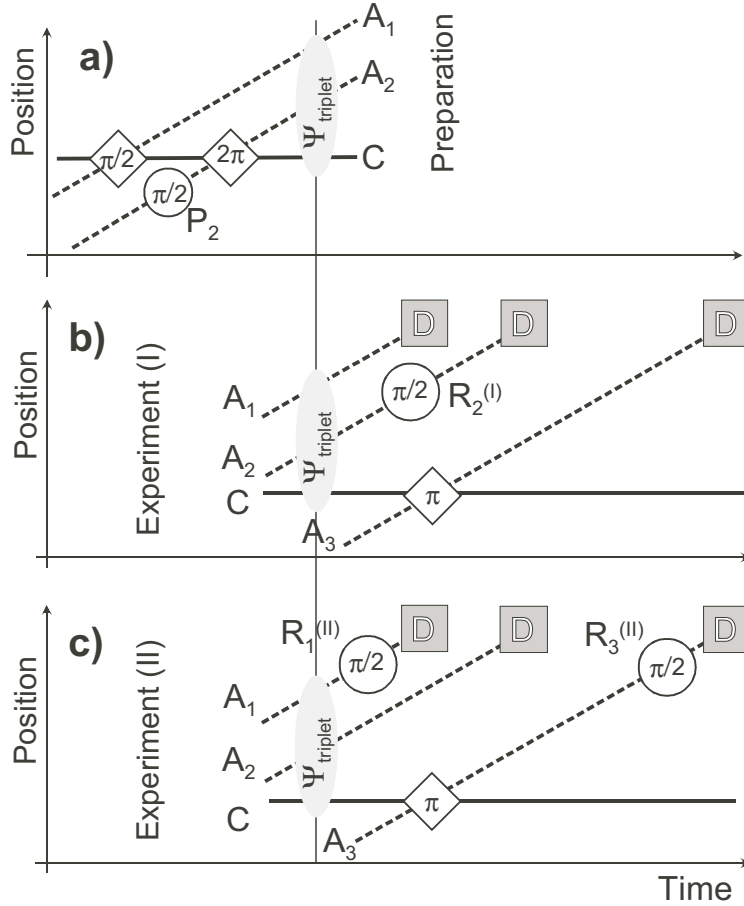 a)
Position
Preparation
A1
A2
C
π/2
2π
π/2
P2
Ψtriplet
b)
Position
Experiment (I)
D
D
D
A1
A2
C
A3
π/2
R2(I)
Ψtriplet
π
c)
Position
Experiment (II)
R1(II)
π/2
D
D
R3(II)
π/2
D
A1
A2
C
A3
Ψtriplet
π
Time